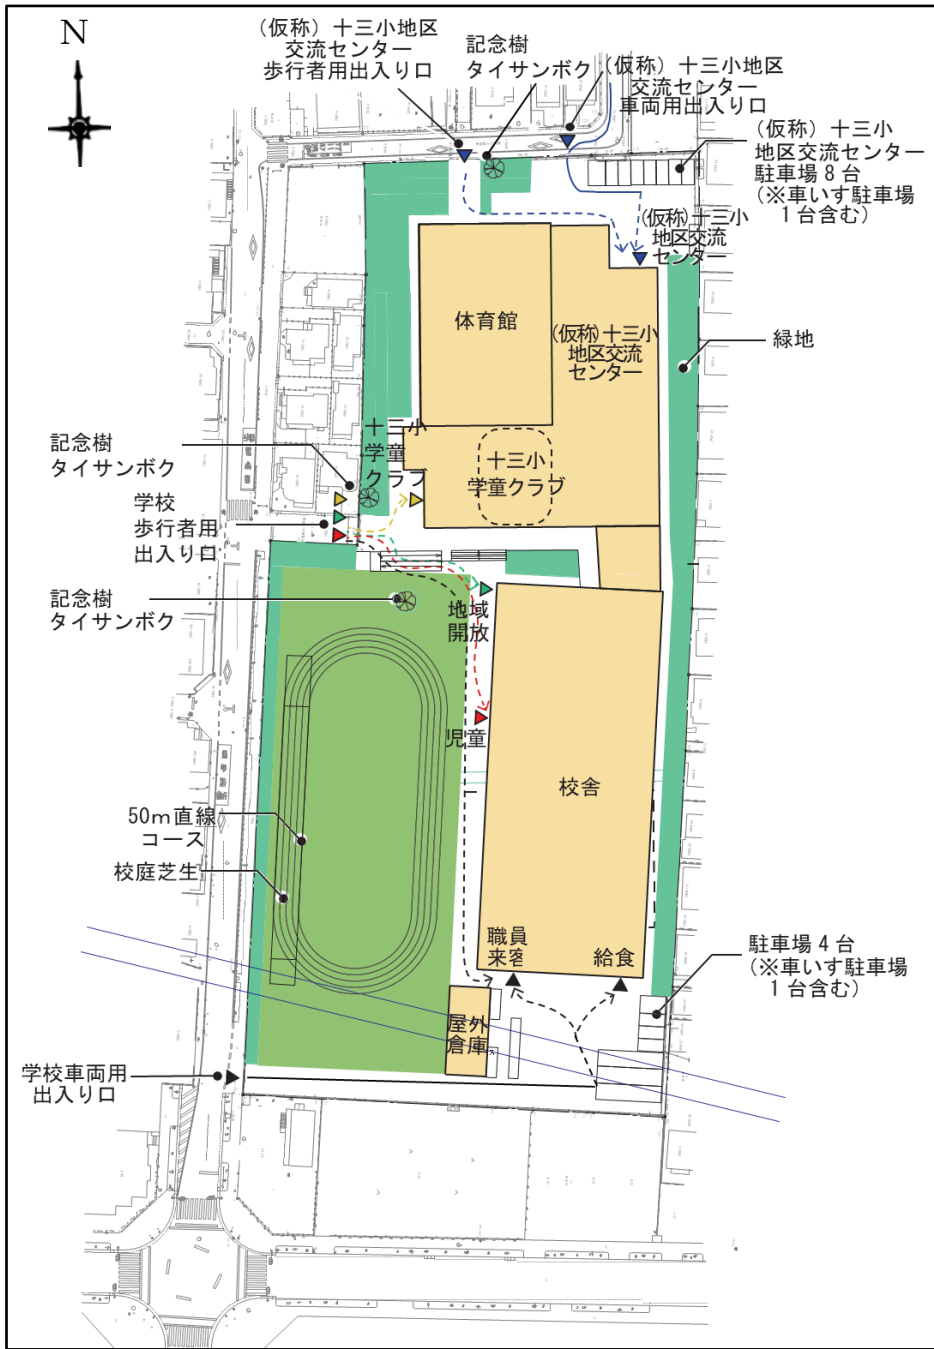 N
(仮称)十三小地区
交流センター
歩行者用出入り口
記念樹
タイサンボク
(仮称)十三小地区
交流センター
車両用出入り口
(仮称)十三小
地区交流センター
駐車場8台
(※車いす駐車場
1台含む)
(仮称)十三小
地区交流
センター
体育館
(仮称)十三小
地区交流
センター
緑地
十三小
学童
クラブ
十三小
学童クラブ
記念樹
タイサンボク
学校
歩行者用
出入り口
記念樹
タイサンボク
地域
開放
児童
校舎
50m直線
コース
校庭芝生
職員
来客
給食
駐車場4台
(※車いす駐車場
1台含む)
屋外
倉庫
学校車両用
出入り口